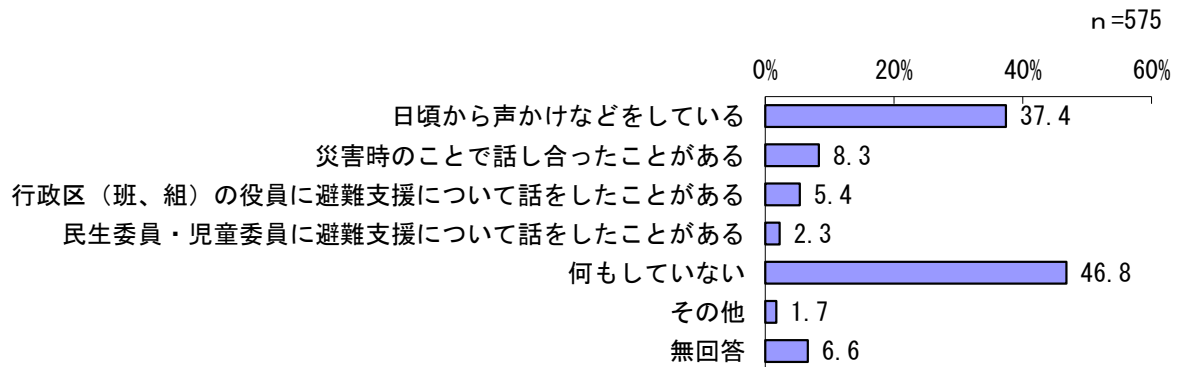 ｎ=575
0% 20% 40% 60%
日頃から声かけなどをしている 37.4
災害時のことで話し合ったことがある 8.3
行政区（班、組）の役員に避難支援について話をしたことがある 5.4
民生委員・児童委員に避難支援について話をしたことがある 2.3
何もしていない 46.8
その他 1.7
無回答 6.6